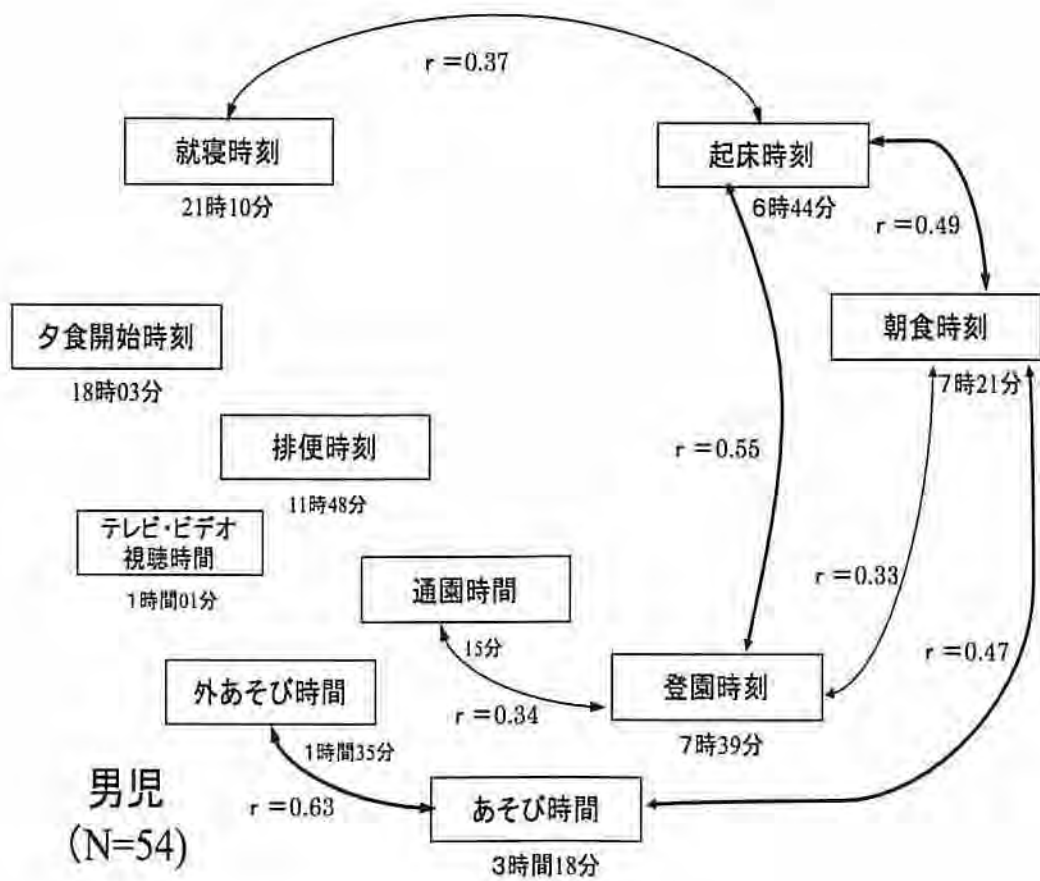 r＝0.37
就寝時刻
21時10分
起床時刻
6時44分
r＝0.49
夕食開始時刻
18時03分
朝食時刻
7時21分
排便時刻
11時48分
r＝0.55
テレビ・ビデオ
視聴時間
1時間01分
通園時間
15分
r＝0.33
外あそび時間
1時間35分
r＝0.34
登園時刻
7時39分
r＝0.47
男児
（N=54）
r＝0.63
あそび時間
3時間18分